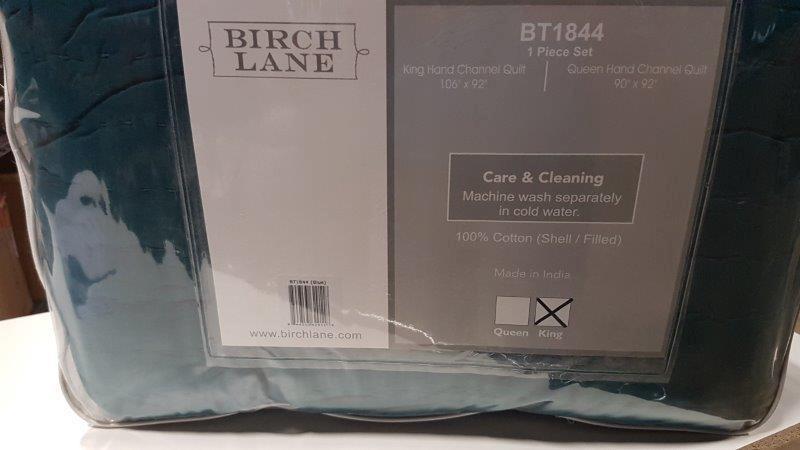 BIRCH
LANE
BT1844
1 Piece Set
King Hand Channel Quilt
106" x 92"
Queen Hand Channel Quilt
90" x 92"
Care & Cleaning
Machine wash separately
in cold water.
100% Cotton (Shell / Filled)
Made in India
Queen
King
BT1844 (Blue)
www.birchlane.com